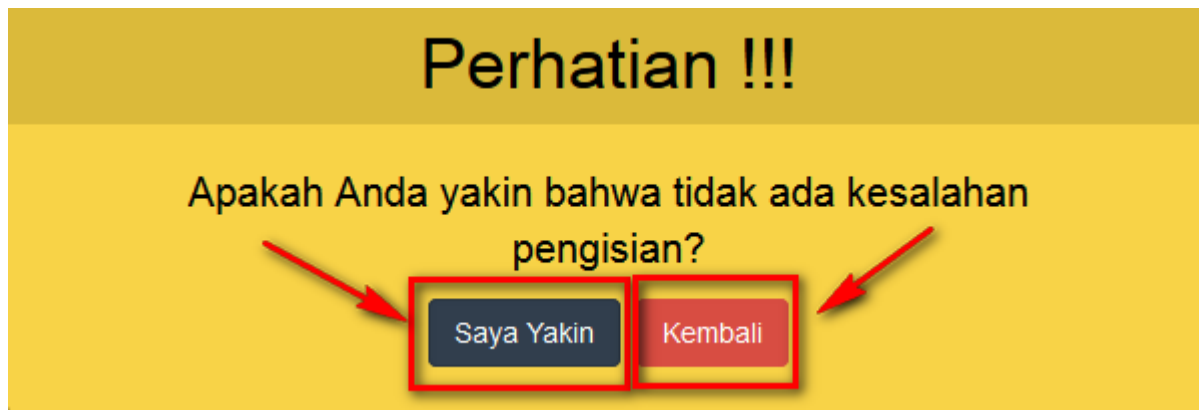 Perhatian !!!
Apakah Anda yakin bahwa tidak ada kesalahan
pengisian?
Saya Yakin
Kembali